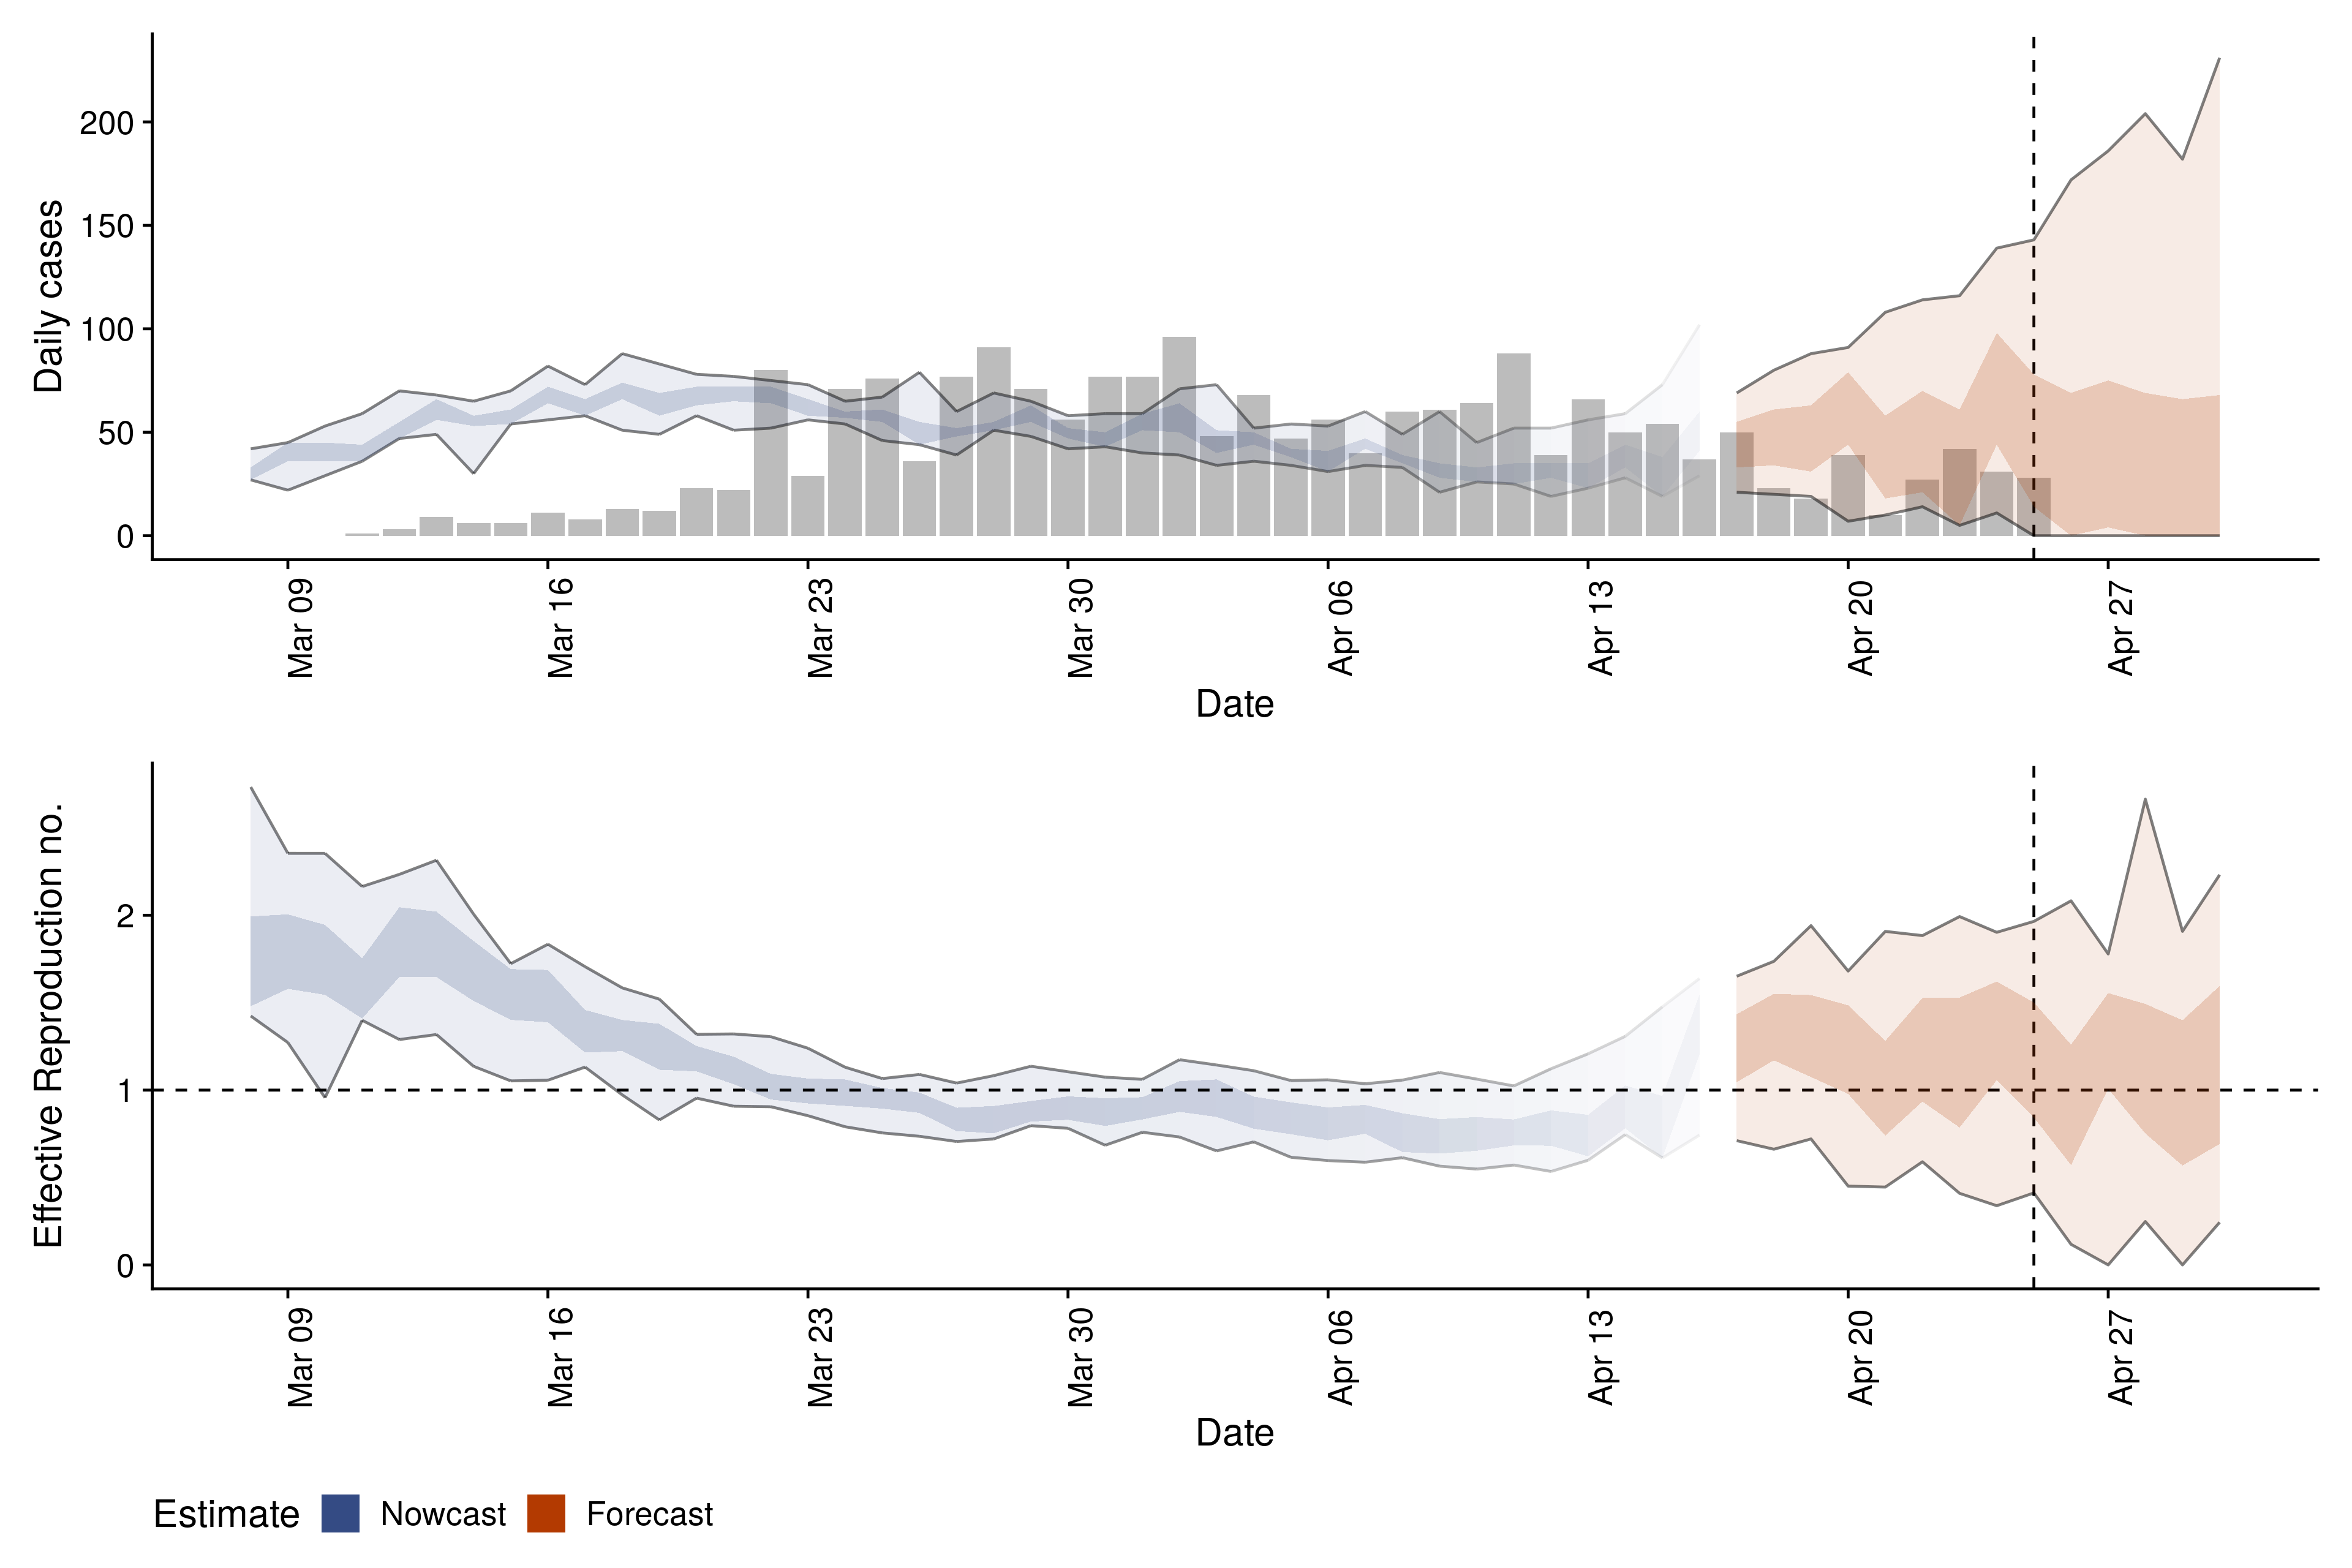 200
150
100
50
0
Daily cases
Mar 09
Mar 16
Mar 23
Mar 30
Apr 06
Apr 13
Apr 20
Apr 27
Date
2
1
0
Effective Reproduction no.
Mar 09
Mar 16
Mar 23
Mar 30
Apr 06
Apr 13
Apr 20
Apr 27
Date
Estimate Nowcast Forecast